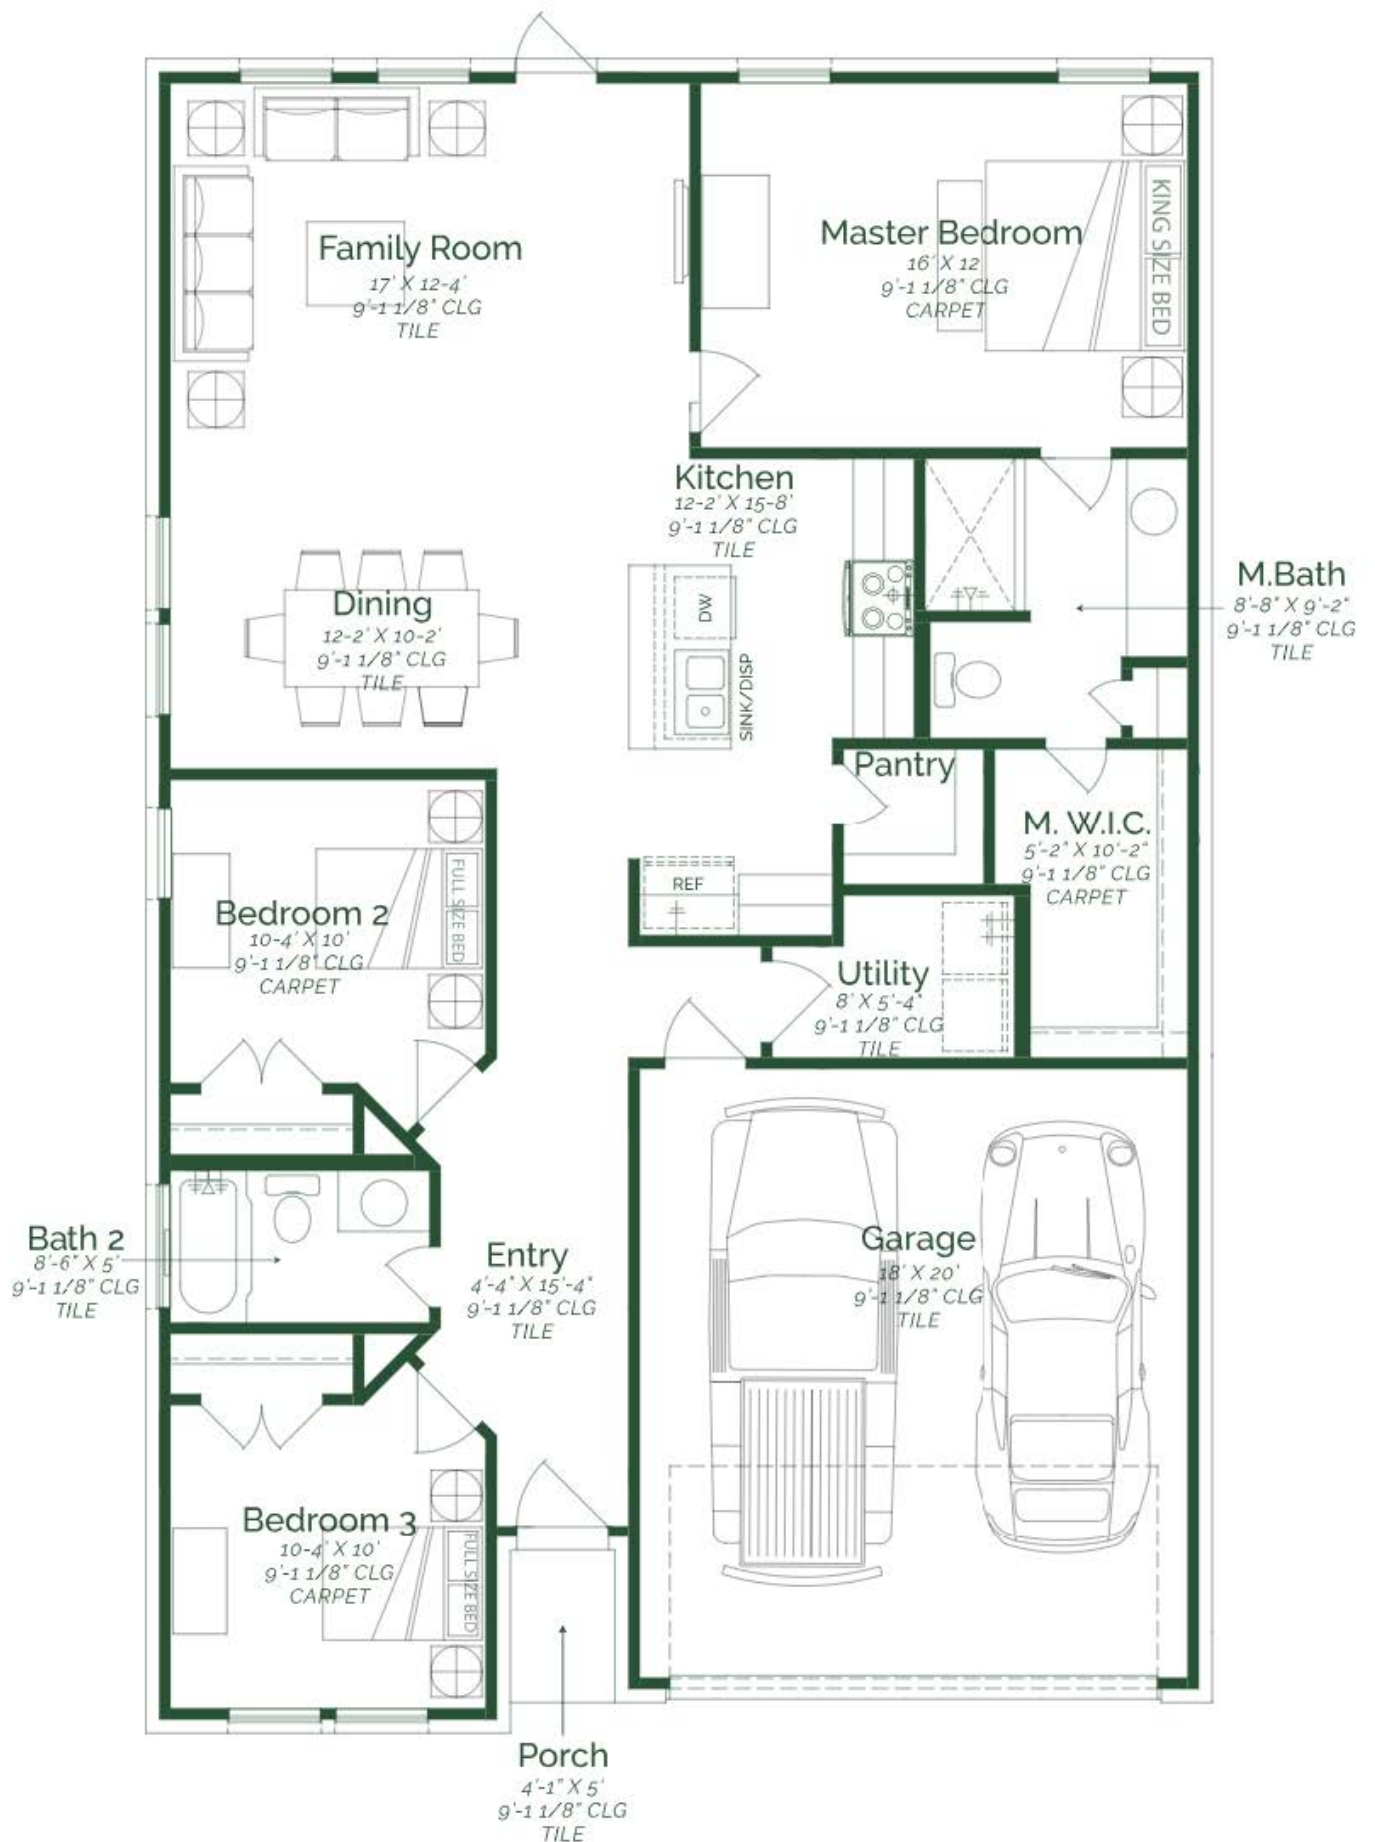 Family Room
17' X 12-4'
9'-1 1/8" CLG
TILE
Master Bedroom
16' X 12
9'-1 1/8" CLG
CARPET
KING SIZE BED
Kitchen
12-2' X 15-8'
9'-1 1/8" CLG
TILE
DW
SINK/DISP
Dining
12-2' X 10-2'
9'-1 1/8" CLG
TILE
M.Bath
8'-8" X 9'-2"
9'-1 1/8" CLG
TILE
Pantry
M. W.I.C.
5'-2" X 10'-2"
9'-1 1/8" CLG
CARPET
REF
Bedroom 2
10-4' X 10'
9'-1 1/8" CLG
CARPET
FULL SIZE BED
Utility
8' X 5'-4"
9'-1 1/8" CLG
TILE
Bath 2
8'-6" X 5'
9'-1 1/8" CLG
TILE
Entry
4'-4" X 15'-4"
9'-1 1/8" CLG
TILE
Garage
18' X 20'
9'-1 1/8" CLG
TILE
Bedroom 3
10-4' X 10'
9'-1 1/8" CLG
CARPET
FULL SIZE BED
Porch
4'-1" X 5'
9'-1 1/8" CLG
TILE